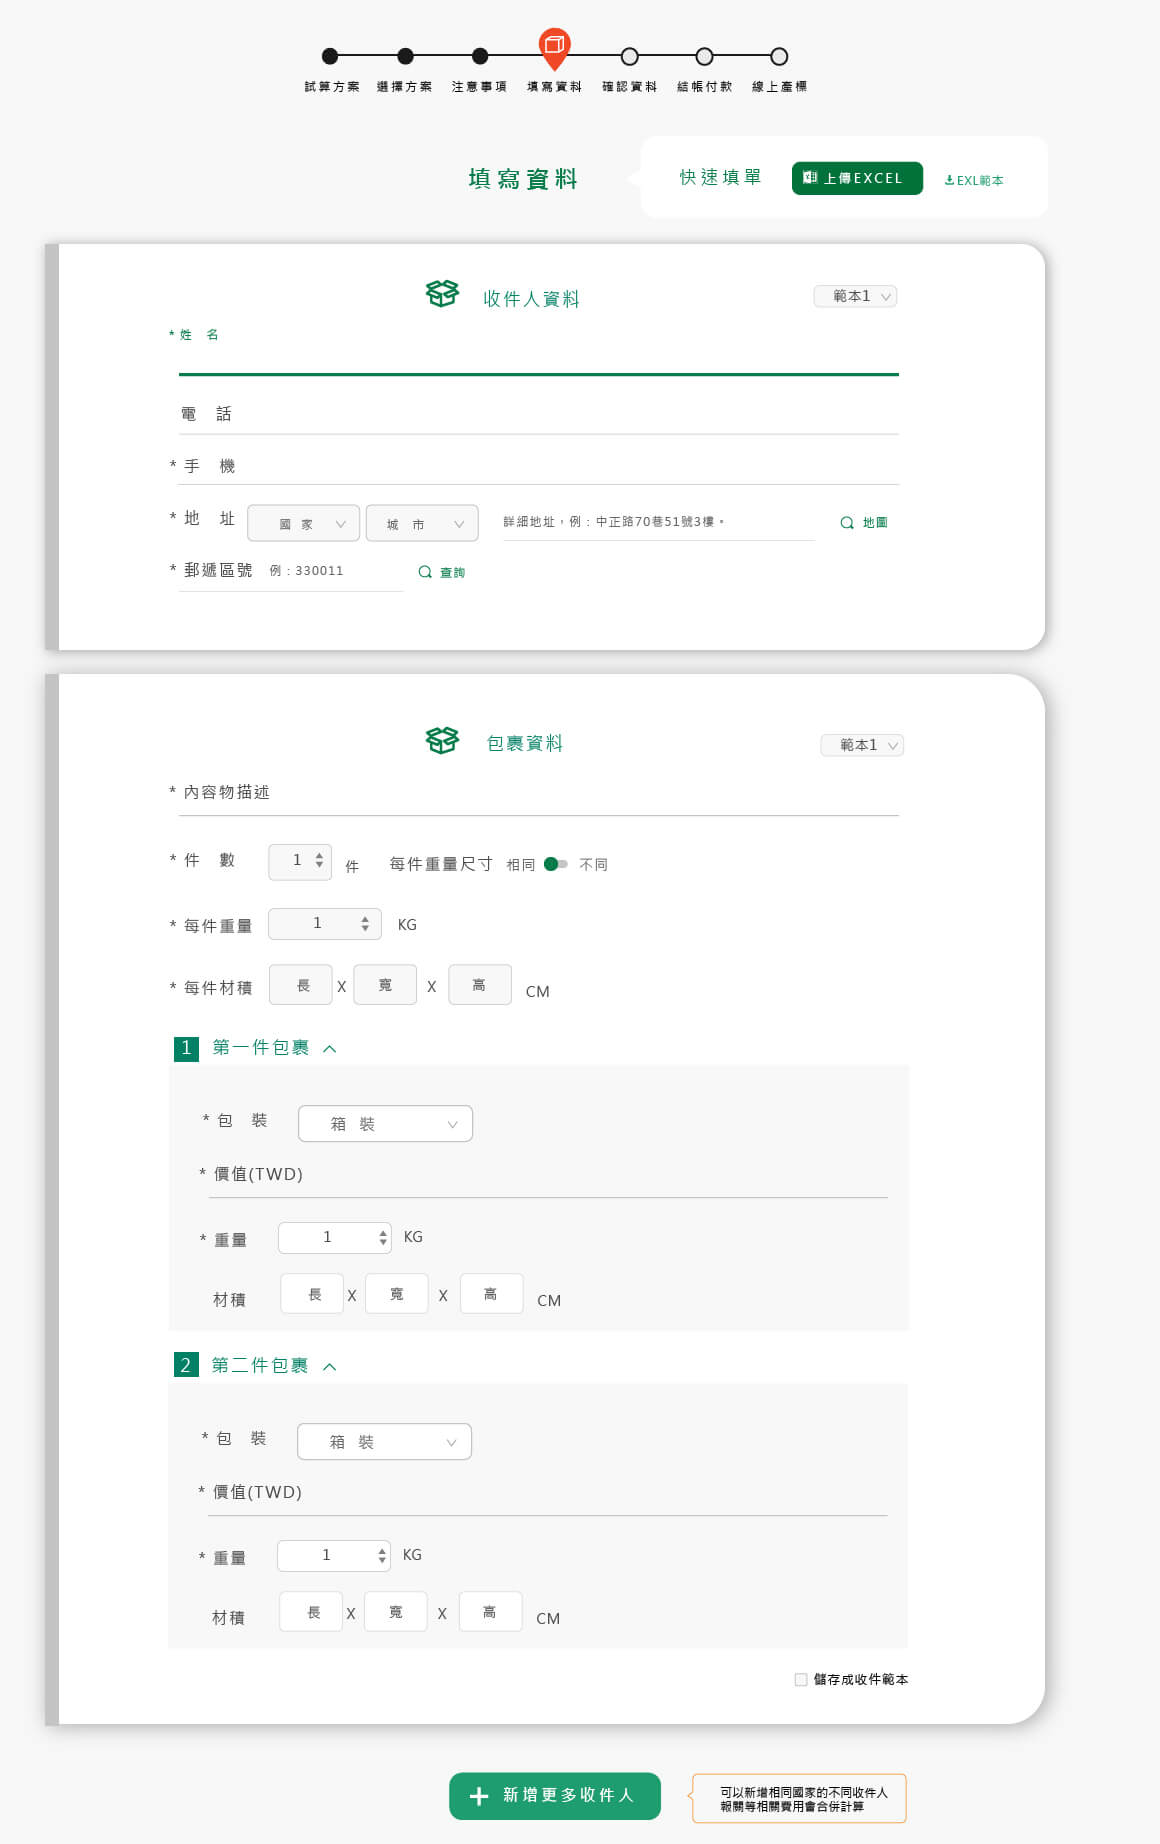 試算方案 選擇方案 注意事項 填寫資料 確認資料 結帳付款 線上產標
填寫資料 快速填單 上傳EXCEL EXL範本
收件人資料 範本1
* 姓 名
電 話
* 手 機
* 地 址 國 家 城 市 詳細地址，例：中正路70巷51號3樓。 地圖
* 郵遞區號 例：330011 查詢
包裹資料 範本1
* 內容物描述
* 件 數 1 件 每件重量尺寸 相同 不同
* 每件重量 1 KG
* 每件材積 長 X 寬 X 高 CM
1 第一件包裹
* 包 裝 箱 裝
* 價值(TWD)
* 重量 1 KG
材積 長 X 寬 X 高 CM
2 第二件包裹
* 包 裝 箱 裝
* 價值(TWD)
* 重量 1 KG
材積 長 X 寬 X 高 CM
儲存成收件範本
新增更多收件人
可以新增相同國家的不同收件人
報關等相關費用會合併計算